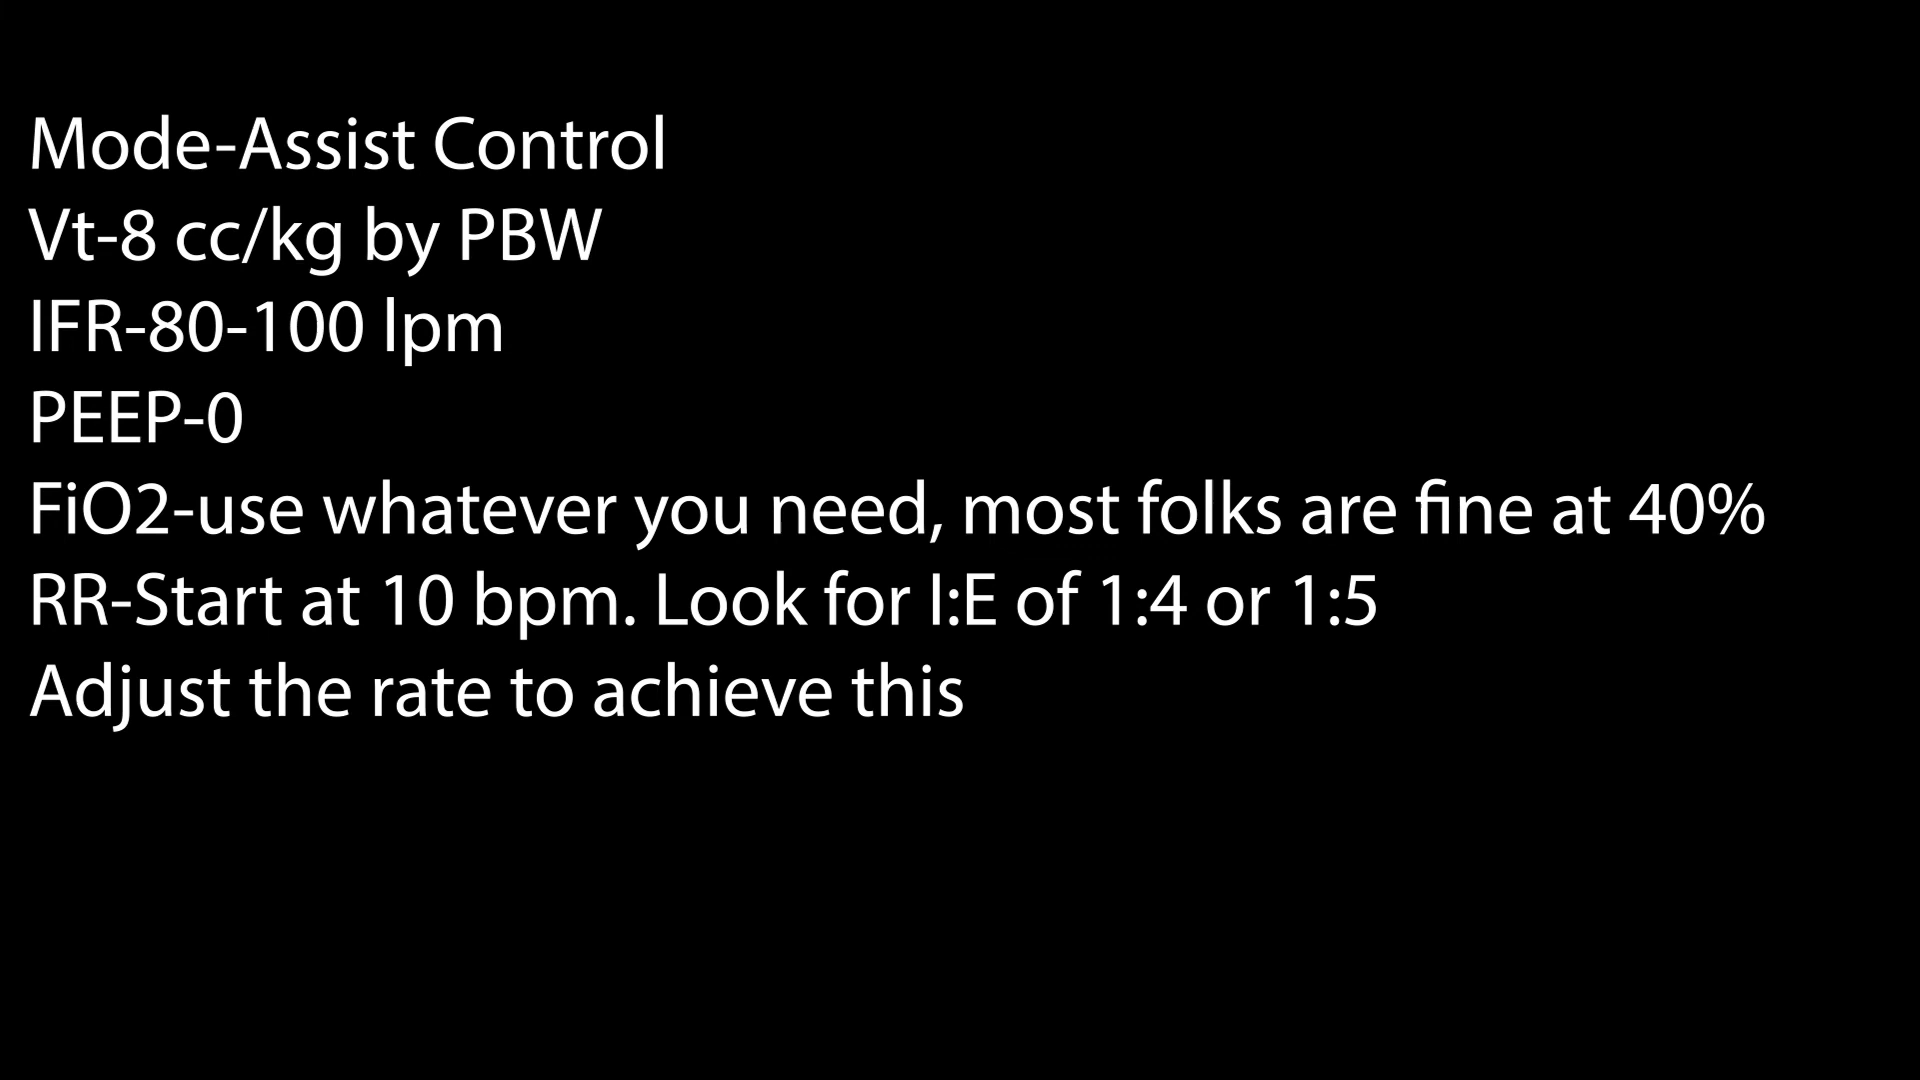 Mode-Assist Control
Vt-8 cc/kg by PBW
IFR-80-100 lpm
PEEP-0
FiO2-use whatever you need, most folks are fine at 40%
RR-Start at 10 bpm. Look for I:E of 1:4 or 1:5
Adjust the rate to achieve this